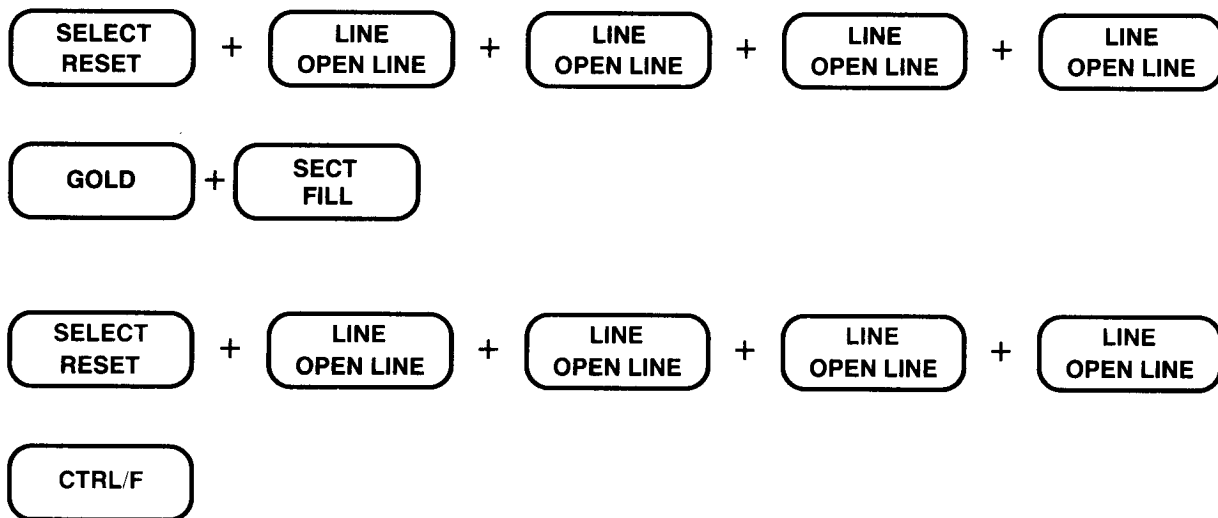 SELECT + LINE + LINE + LINE + LINE
RESET OPEN LINE OPEN LINE OPEN LINE OPEN LINE
GOLD + SECT
FILL
SELECT + LINE + LINE + LINE + LINE
RESET OPEN LINE OPEN LINE OPEN LINE OPEN LINE
CTRL/F